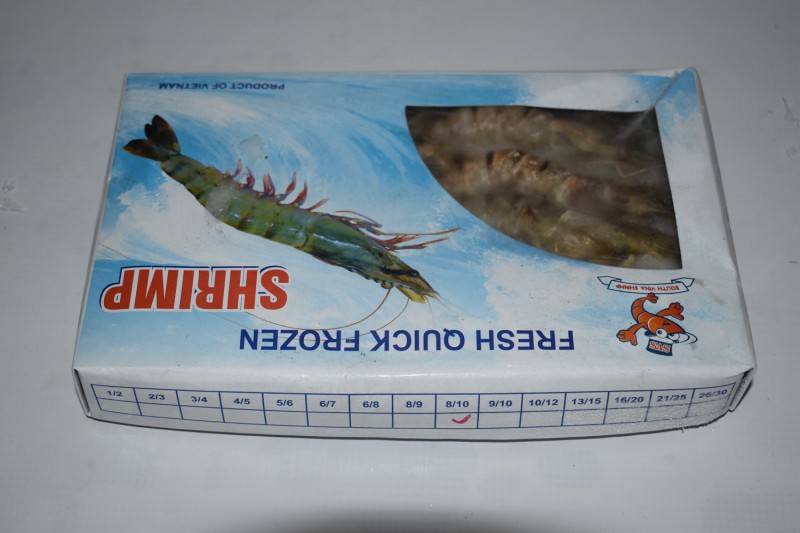 PRODUCT OF VIETNAM
SHRIMP
FRESH QUICK FROZEN
SOUTH VINA SHRIMP
SVS
1/2 2/3 3/4 4/5 5/6 6/7 6/8 8/9 8/10 9/10 10/12 13/15 16/20 21/25 26/30